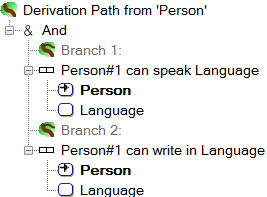 Derivation Path from 'Person'
& And
Branch 1:
Person#1 can speak Language
Person
Language
Branch 2:
Person#1 can write in Language
Person
Language